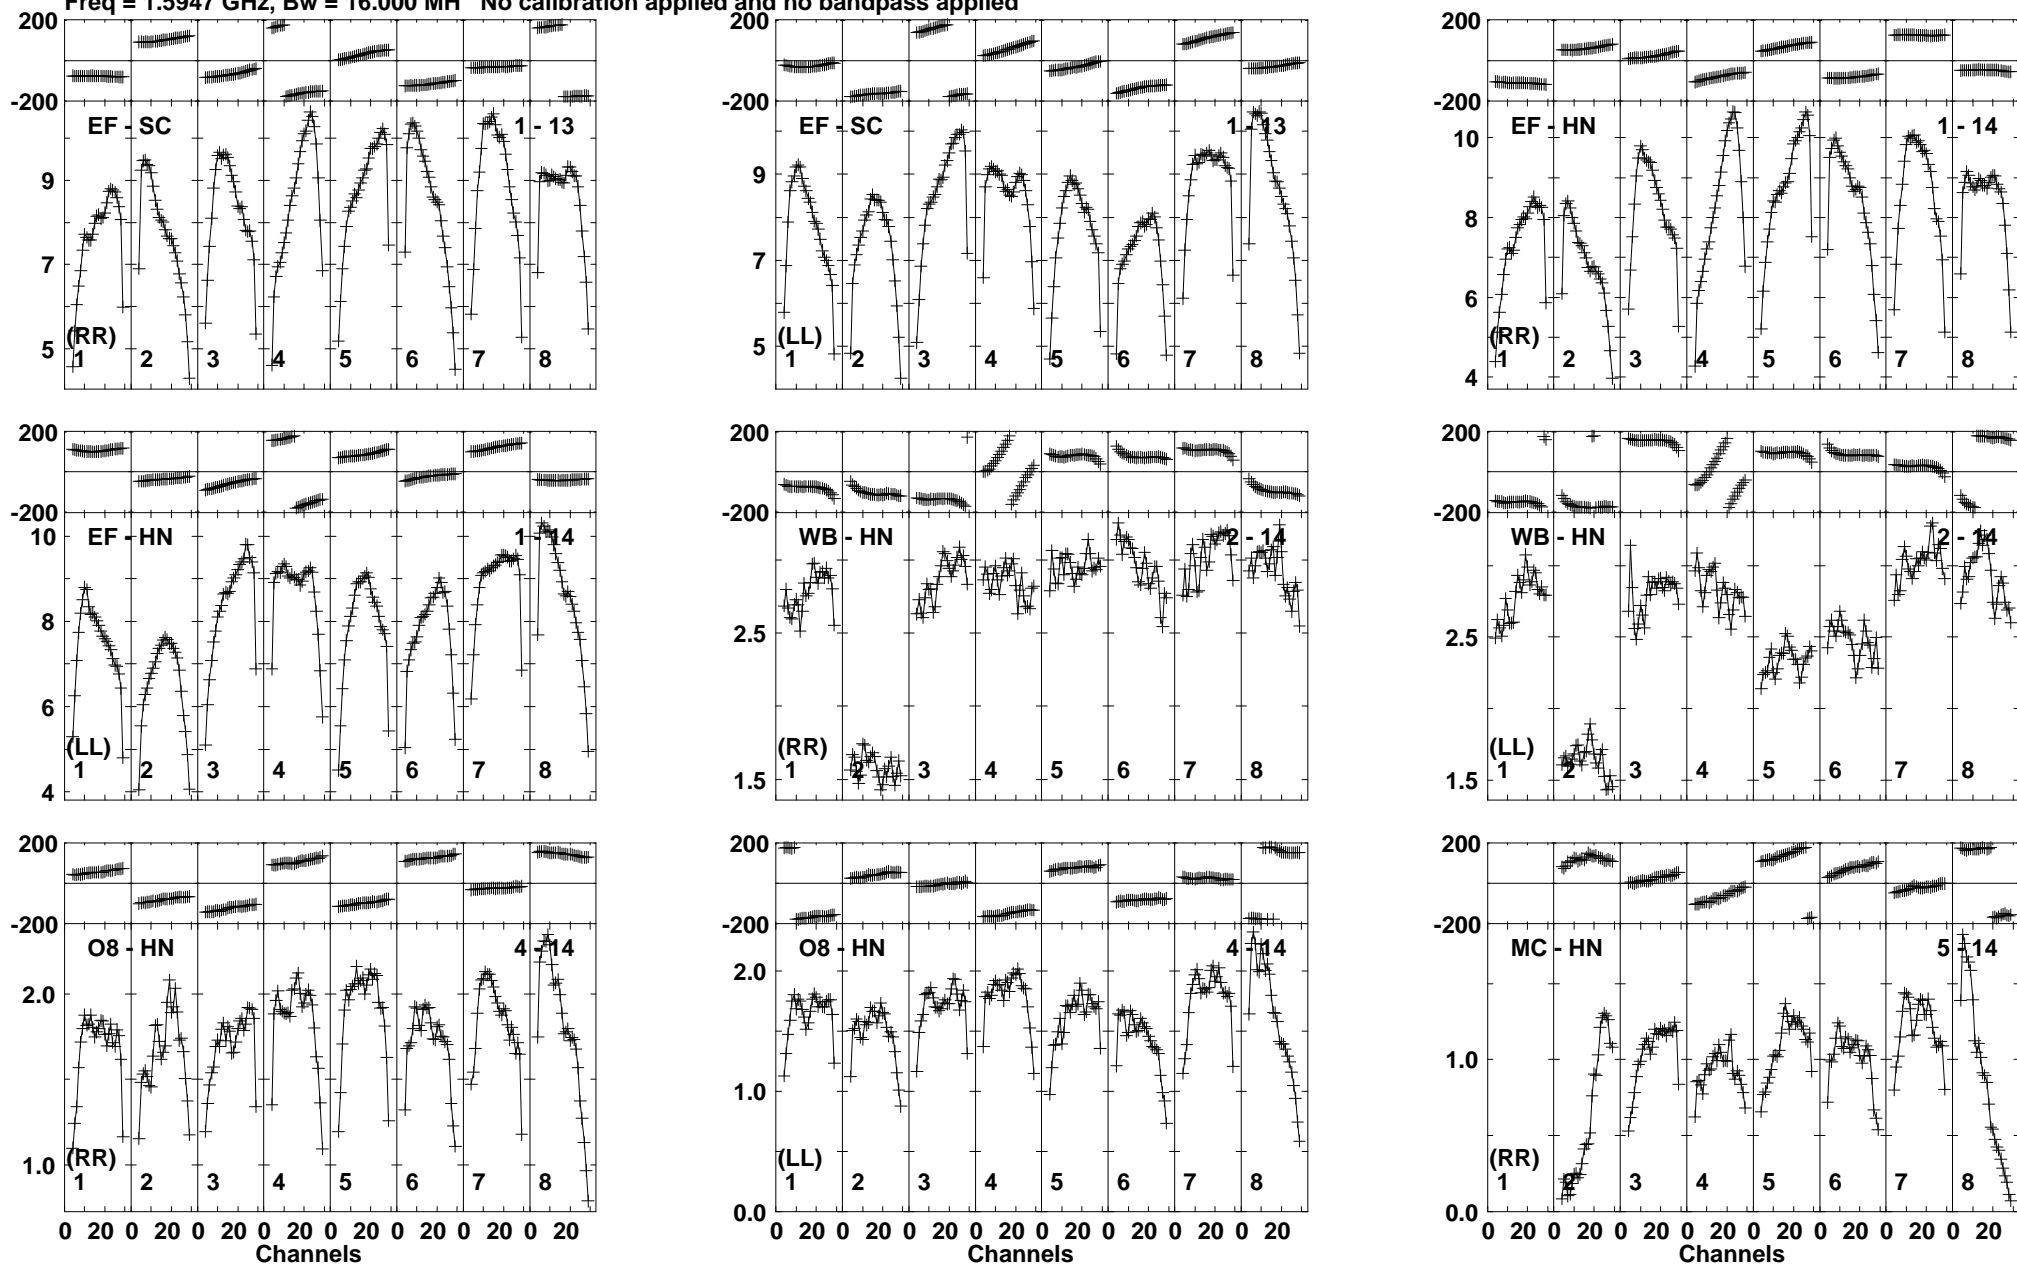 Freq = 1.5947 GHz, Bw = 16.000 MH No calibration applied and no bandpass applied
200
-200
EF - SC 1 - 13
9
7
5
(RR)
1 2 3 4 5 6 7 8
200
-200
EF - SC 1 - 13
9
7
5
(LL)
1 2 3 4 5 6 7 8
200
-200
EF - HN 1 - 14
10
8
6
4
(RR)
1 2 3 4 5 6 7 8
200
-200
EF - HN 1 - 14
10
8
6
4
(LL)
1 2 3 4 5 6 7 8
200
-200
WB - HN 2 - 14
2.5
1.5
(RR)
1 2 3 4 5 6 7 8
200
-200
WB - HN 2 - 14
2.5
1.5
(LL)
1 2 3 4 5 6 7 8
200
-200
O8 - HN 4 - 14
2.0
1.0
(RR)
1 2 3 4 5 6 7 8
0 20 0 20 0 20 0 20 0 20 0 20 0 20 0 20
Channels
200
-200
O8 - HN 4 - 14
2.0
1.0
0.0
(LL)
1 2 3 4 5 6 7 8
0 20 0 20 0 20 0 20 0 20 0 20 0 20 0 20
Channels
200
-200
MC - HN 5 - 14
1.0
0.0
(RR)
1 2 3 4 5 6 7 8
0 20 0 20 0 20 0 20 0 20 0 20 0 20 0 20
Channels